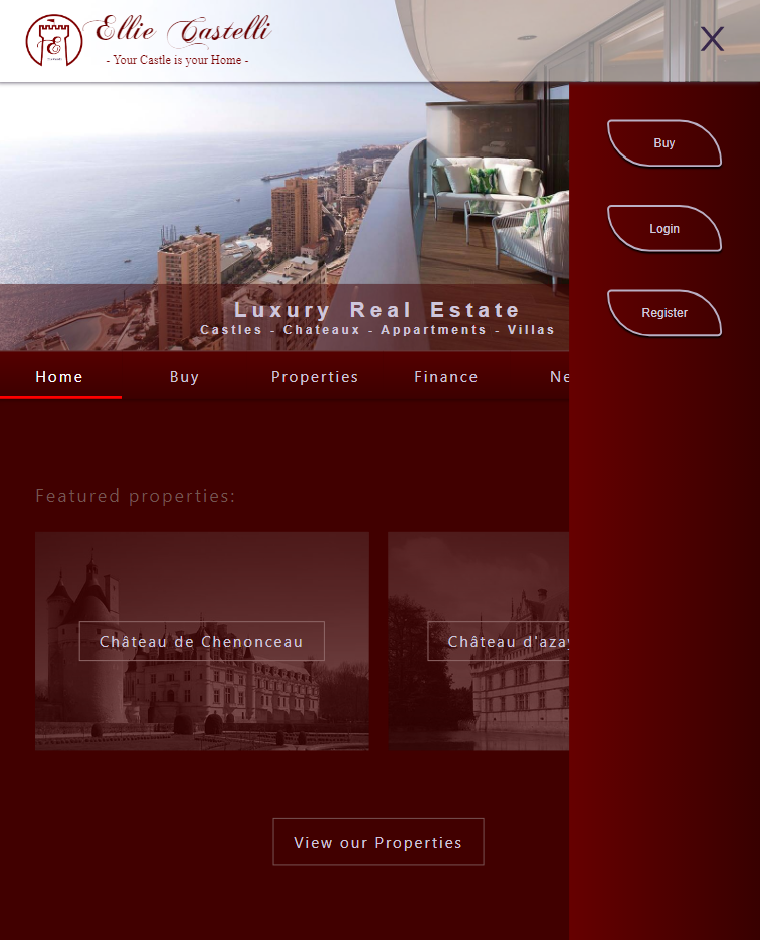 Ellie Castelli
- Your Castle is your Home -
X
Buy
Login
Register
Luxury Real Estate
Castles - Chateaux - Appartments - Villas
Home Buy Properties Finance Ne
Featured properties:
Château de Chenonceau Château d'azay
View our Properties